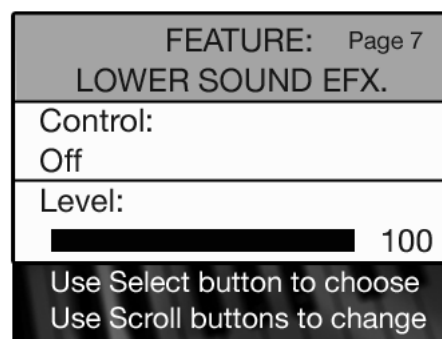 FEATURE: Page 7
LOWER SOUND EFX.
Control:
Off
Level:
100
Use Select button to choose
Use Scroll buttons to change